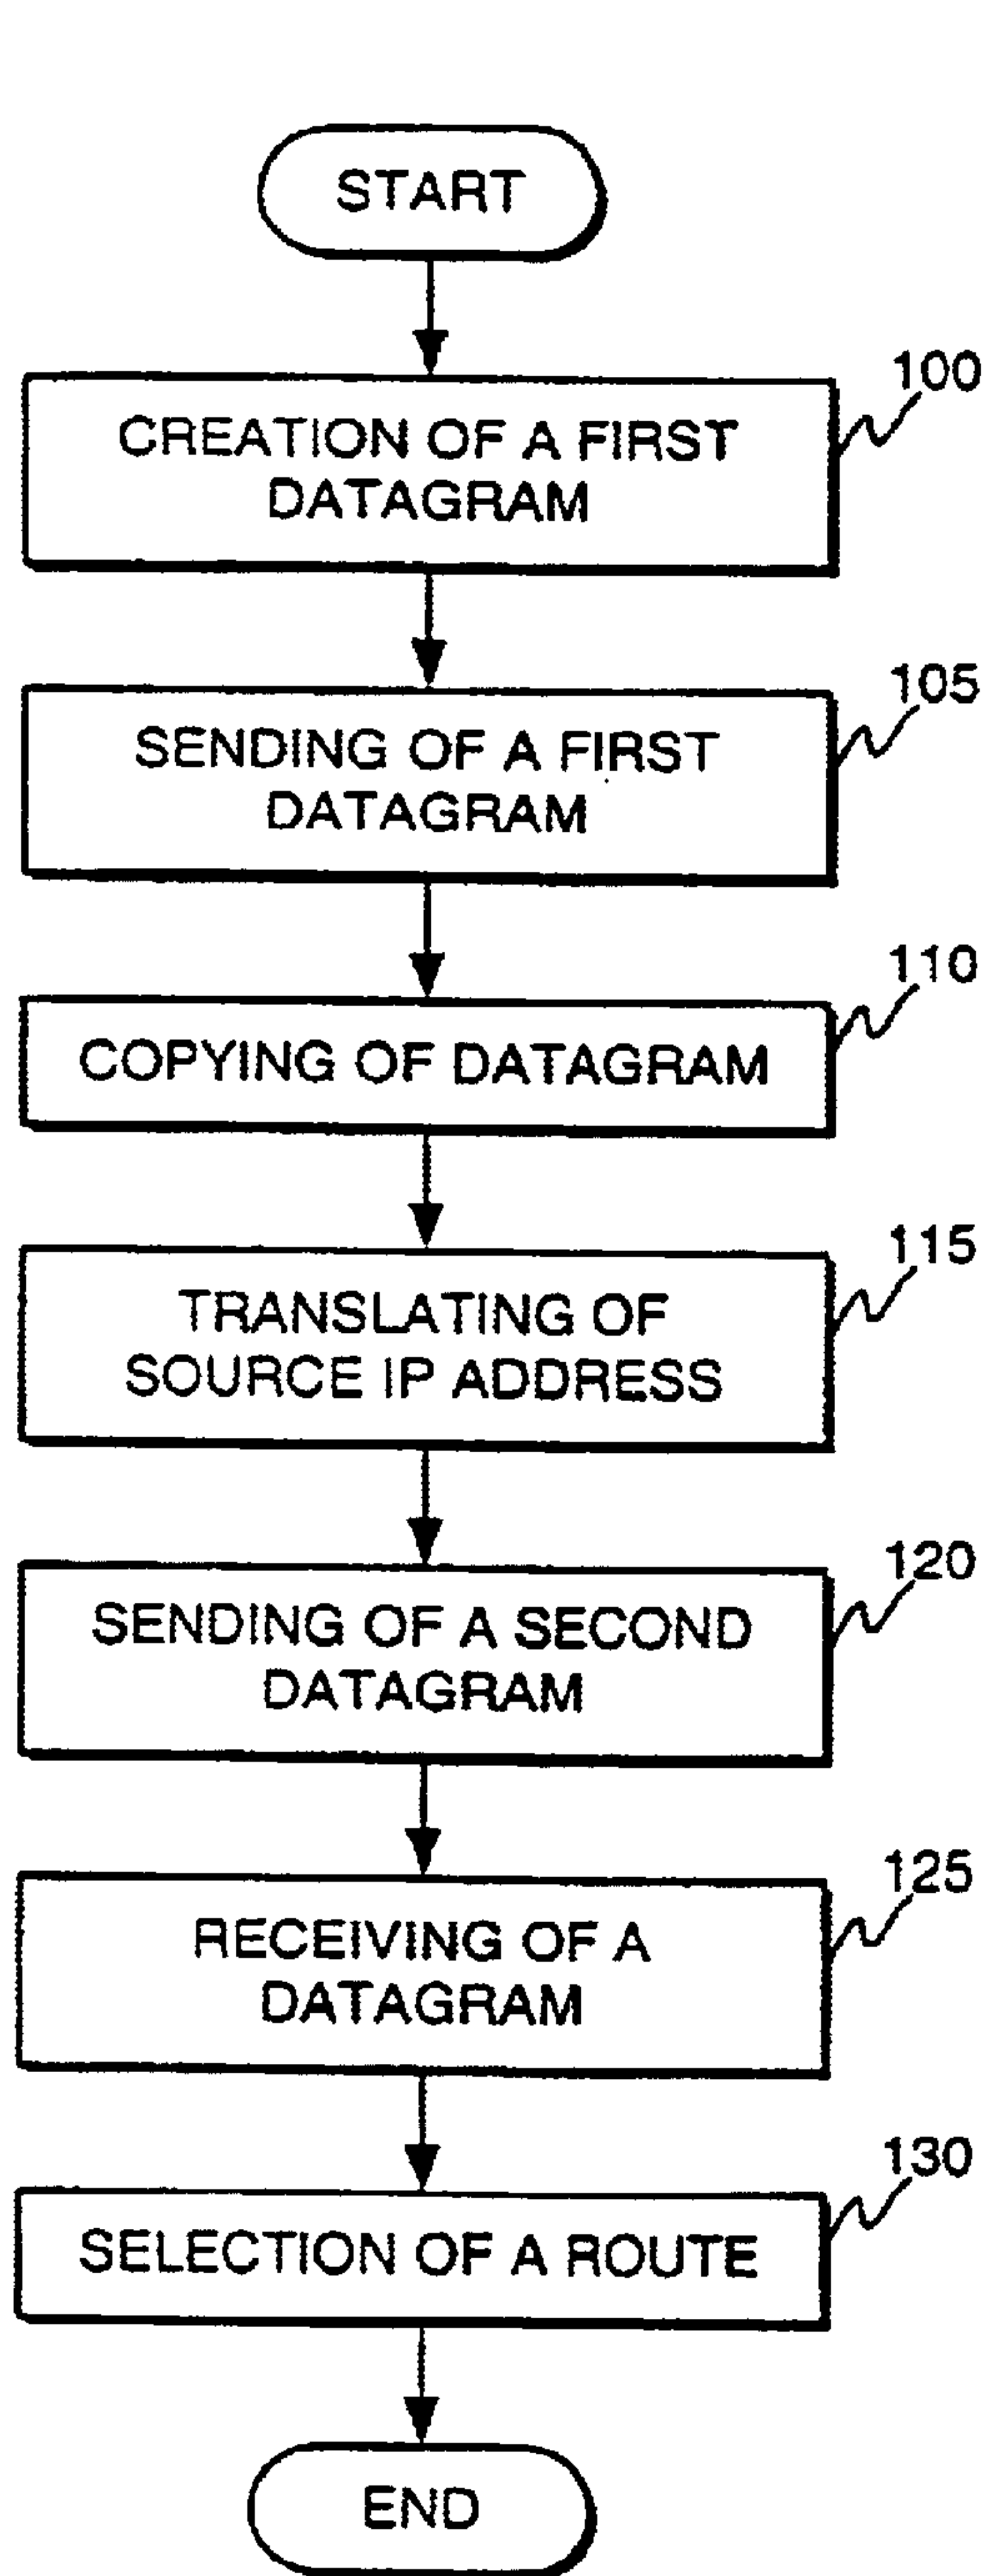 START
100
CREATION OF A FIRST
DATAGRAM
105
SENDING OF A FIRST
DATAGRAM
110
COPYING OF DATAGRAM
115
TRANSLATING OF
SOURCE IP ADDRESS
120
SENDING OF A SECOND
DATAGRAM
125
RECEIVING OF A
DATAGRAM
130
SELECTION OF A ROUTE
END